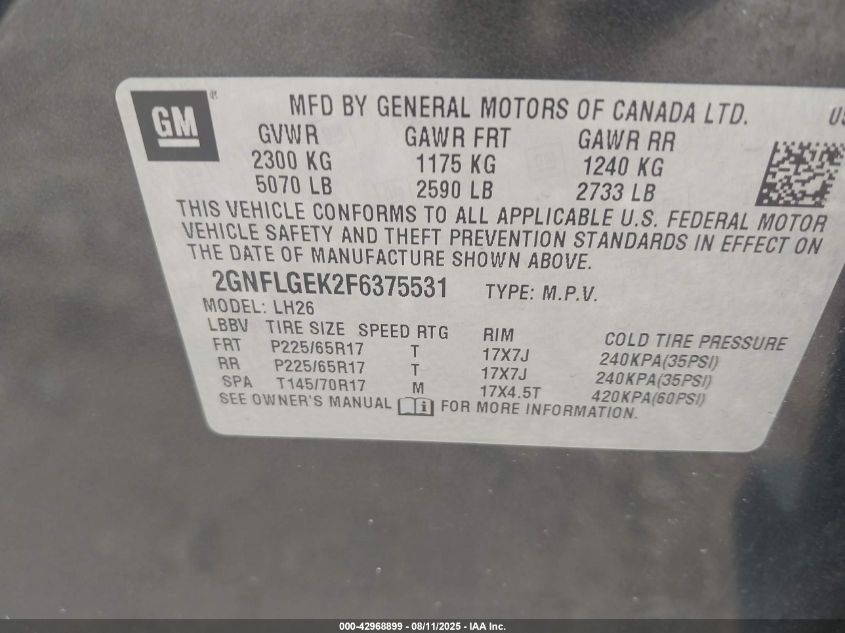 GM
MFD BY GENERAL MOTORS OF CANADA LTD.
GVWR GAWR FRT GAWR RR
2300 KG 1175 KG 1240 KG
5070 LB 2590 LB 2733 LB
THIS VEHICLE CONFORMS TO ALL APPLICABLE U.S. FEDERAL MOTOR
VEHICLE SAFETY AND THEFT PREVENTION STANDARDS IN EFFECT ON
THE DATE OF MANUFACTURE SHOWN ABOVE.
2GNFLGEK2F6375531 TYPE: M.P.V.
MODEL: LH26
LBBV TIRE SIZE SPEED RTG RIM COLD TIRE PRESSURE
FRT P225/65R17 T 17X7J 240KPA(35PSI)
RR P225/65R17 T 17X7J 240KPA(35PSI)
SPA T145/70R17 M 17X4.5T 420KPA(60PSI)
SEE OWNER'S MANUAL FOR MORE INFORMATION.
000-42968899 - 08/11/2025 - IAA Inc.